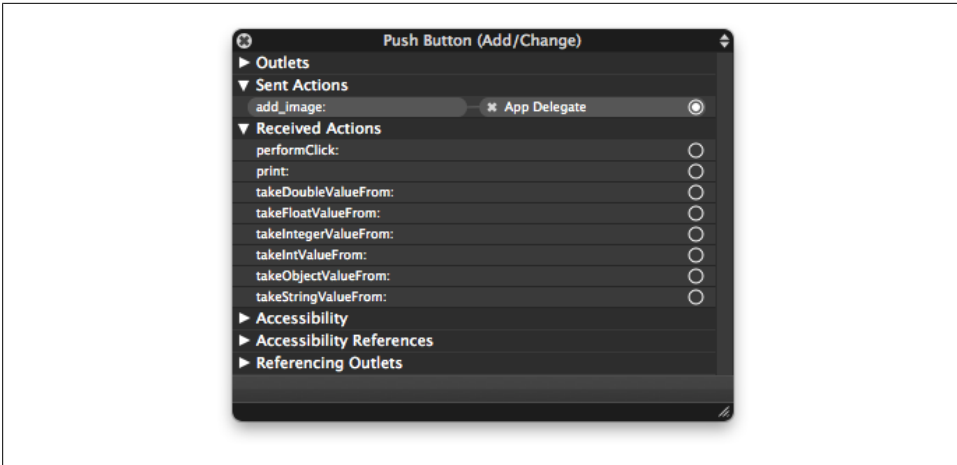 Push Button (Add/Change)
Outlets
Sent Actions
add_image: App Delegate
Received Actions
performClick:
print:
takeDoubleValueFrom:
takeFloatValueFrom:
takeIntegerValueFrom:
takeIntValueFrom:
takeObjectValueFrom:
takeStringValueFrom:
Accessibility
Accessibility References
Referencing Outlets